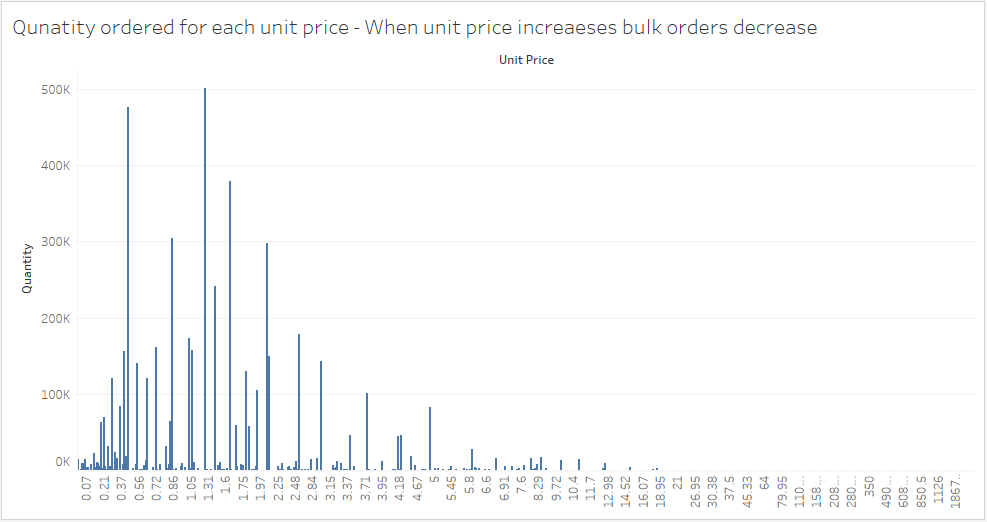 Qunatity ordered for each unit price - When unit price increaeses bulk orders decrease
Unit Price
500K
400K
300K
200K
100K
0K
Quantity
0.07 0.21 0.37 0.56 0.72 0.86 1.05 1.31 1.6 1.75 1.97 2.25 2.48 2.84 3.15 3.37 3.71 3.95 4.18 4.67 5 5.45 5.8 6.6 6.91 7.6 8.29 9.72 10.4 11.7 12.98 14.52 16.07 18.95 21 26.95 30.38 37.5 45.33 64 79.95 110... 158... 208... 280... 350 490... 608... 850.5 1126 1867...